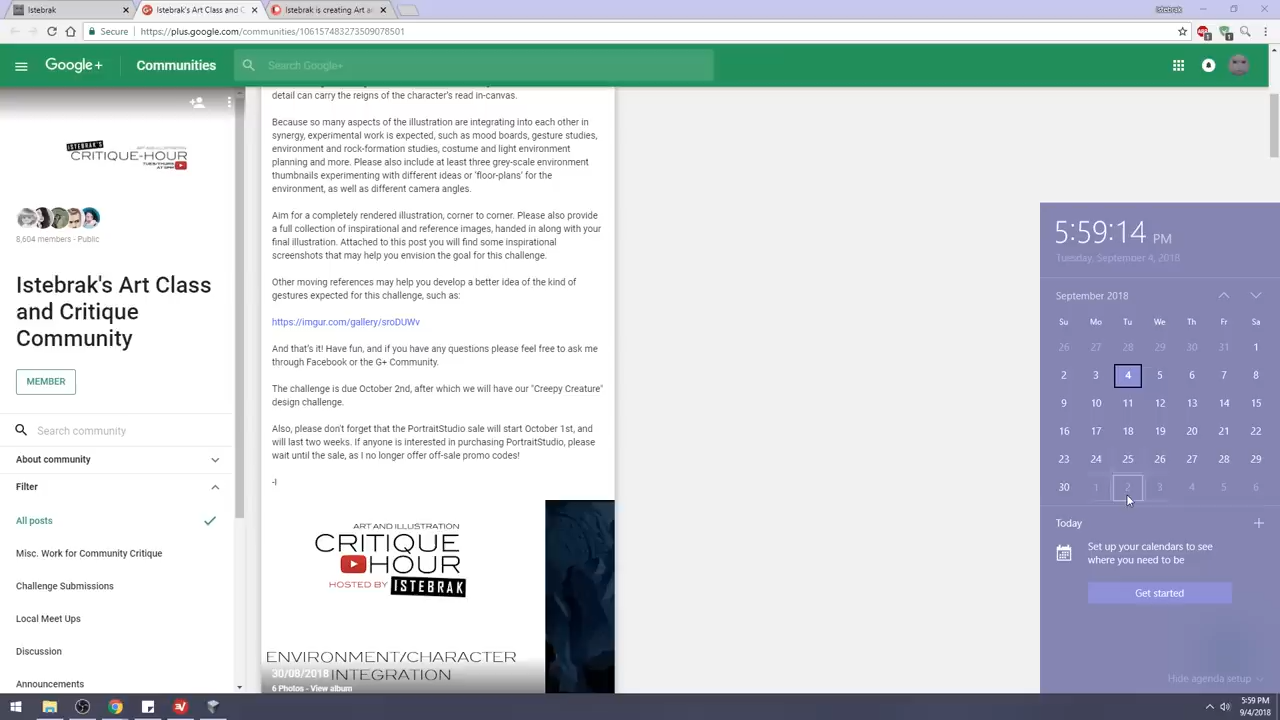 Istebrak
Istebrak's Art Class and C
Istebrak is creating Art a
Istebrak
Secure
https://plus.google.com/communities/106157483273509078501
Google+
Communities
Search Google+
ISTEBRAK'S
CRITIQUE-HOUR
8,604 members - Public
Istebrak's Art Class
and Critique
Community
MEMBER
Search community
About community
Filter
All posts
Misc. Work for Community Critique
Challenge Submissions
Local Meet Ups
Discussion
Announcements
detail can carry the reigns of the character's read in-canvas.
Because so many aspects of the illustration are integrating into each other in
synergy, experimental work is expected, such as mood boards, gesture studies,
environment and rock-formation studies, costume and light environment
planning and more. Please also include at least three grey-scale environment
thumbnails experimenting with different ideas or 'floor-plans' for the
environment, as well as different camera angles.
Aim for a completely rendered illustration, corner to corner. Please also provide
a full collection of inspirational and reference images, handed in along with your
final illustration. Attached to this post you will find some inspirational
screenshots that may help you envision the goal for this challenge.
Other moving references may help you develop a better idea of the kind of
gestures expected for this challenge, such as:
https://imgur.com/gallery/sroDUWv
And that's it! Have fun, and if you have any questions please feel free to ask me
through Facebook or the G+ Community.
The challenge is due October 2nd, after which we will have our "Creepy Creature"
design challenge.
Also, please don't forget that the PortraitStudio sale will start October 1st, and
will last two weeks. If anyone is interested in purchasing PortraitStudio, please
wait until the sale, as I no longer offer off-sale promo codes!
-I
ART AND ILLUSTRATION
CRITIQUE
HOUR
HOSTED BY ISTEBRAK
ENVIRONMENT/CHARACTER
INTEGRATION
30/08/2018
6 Photos - View album
5:59:14 PM
Tuesday, September 4, 2018
September 2018
Su Mo Tu We Th Fr Sa
26 27 28 29 30 31 1
2 3 4 5 6 7 8
9 10 11 12 13 14 15
16 17 18 19 20 21 22
23 24 25 26 27 28 29
30 1 2 3 4 5 6
Today
Set up your calendars to see
where you need to be
Get started
Hide agenda setup
5:59 PM
9/4/2018